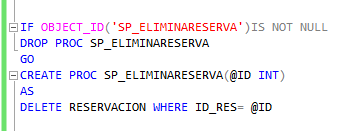 IF OBJECT_ID('SP_ELIMINARESERVA')IS NOT NULL
DROP PROC SP_ELIMINARESERVA
GO
CREATE PROC SP_ELIMINARESERVA(@ID INT)
AS
DELETE RESERVACION WHERE ID_RES= @ID